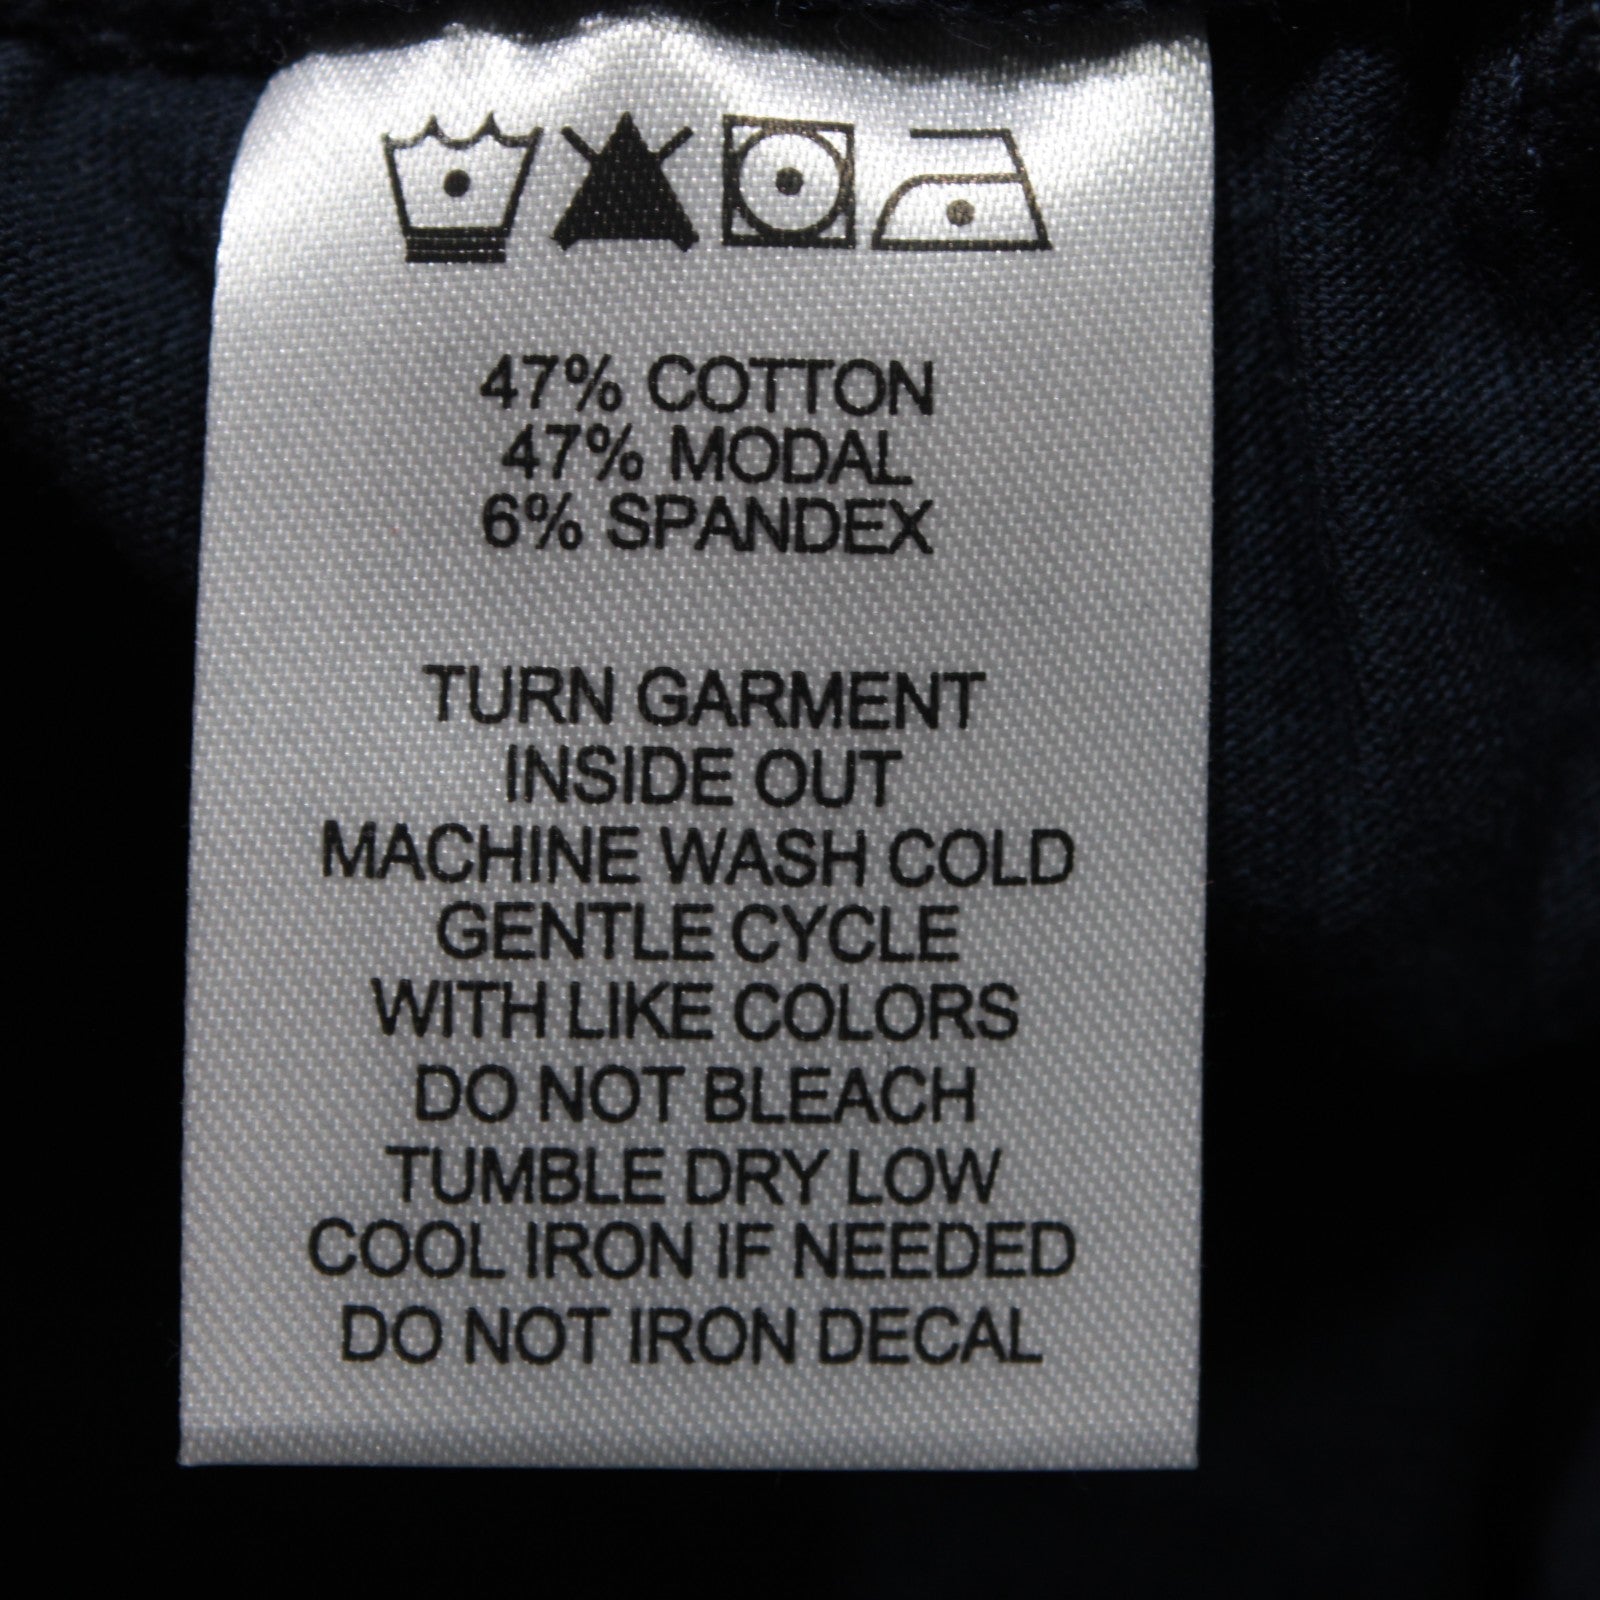 47% COTTON
47% MODAL
6% SPANDEX
TURN GARMENT
INSIDE OUT
MACHINE WASH COLD
GENTLE CYCLE
WITH LIKE COLORS
DO NOT BLEACH
TUMBLE DRY LOW
COOL IRON IF NEEDED
DO NOT IRON DECAL